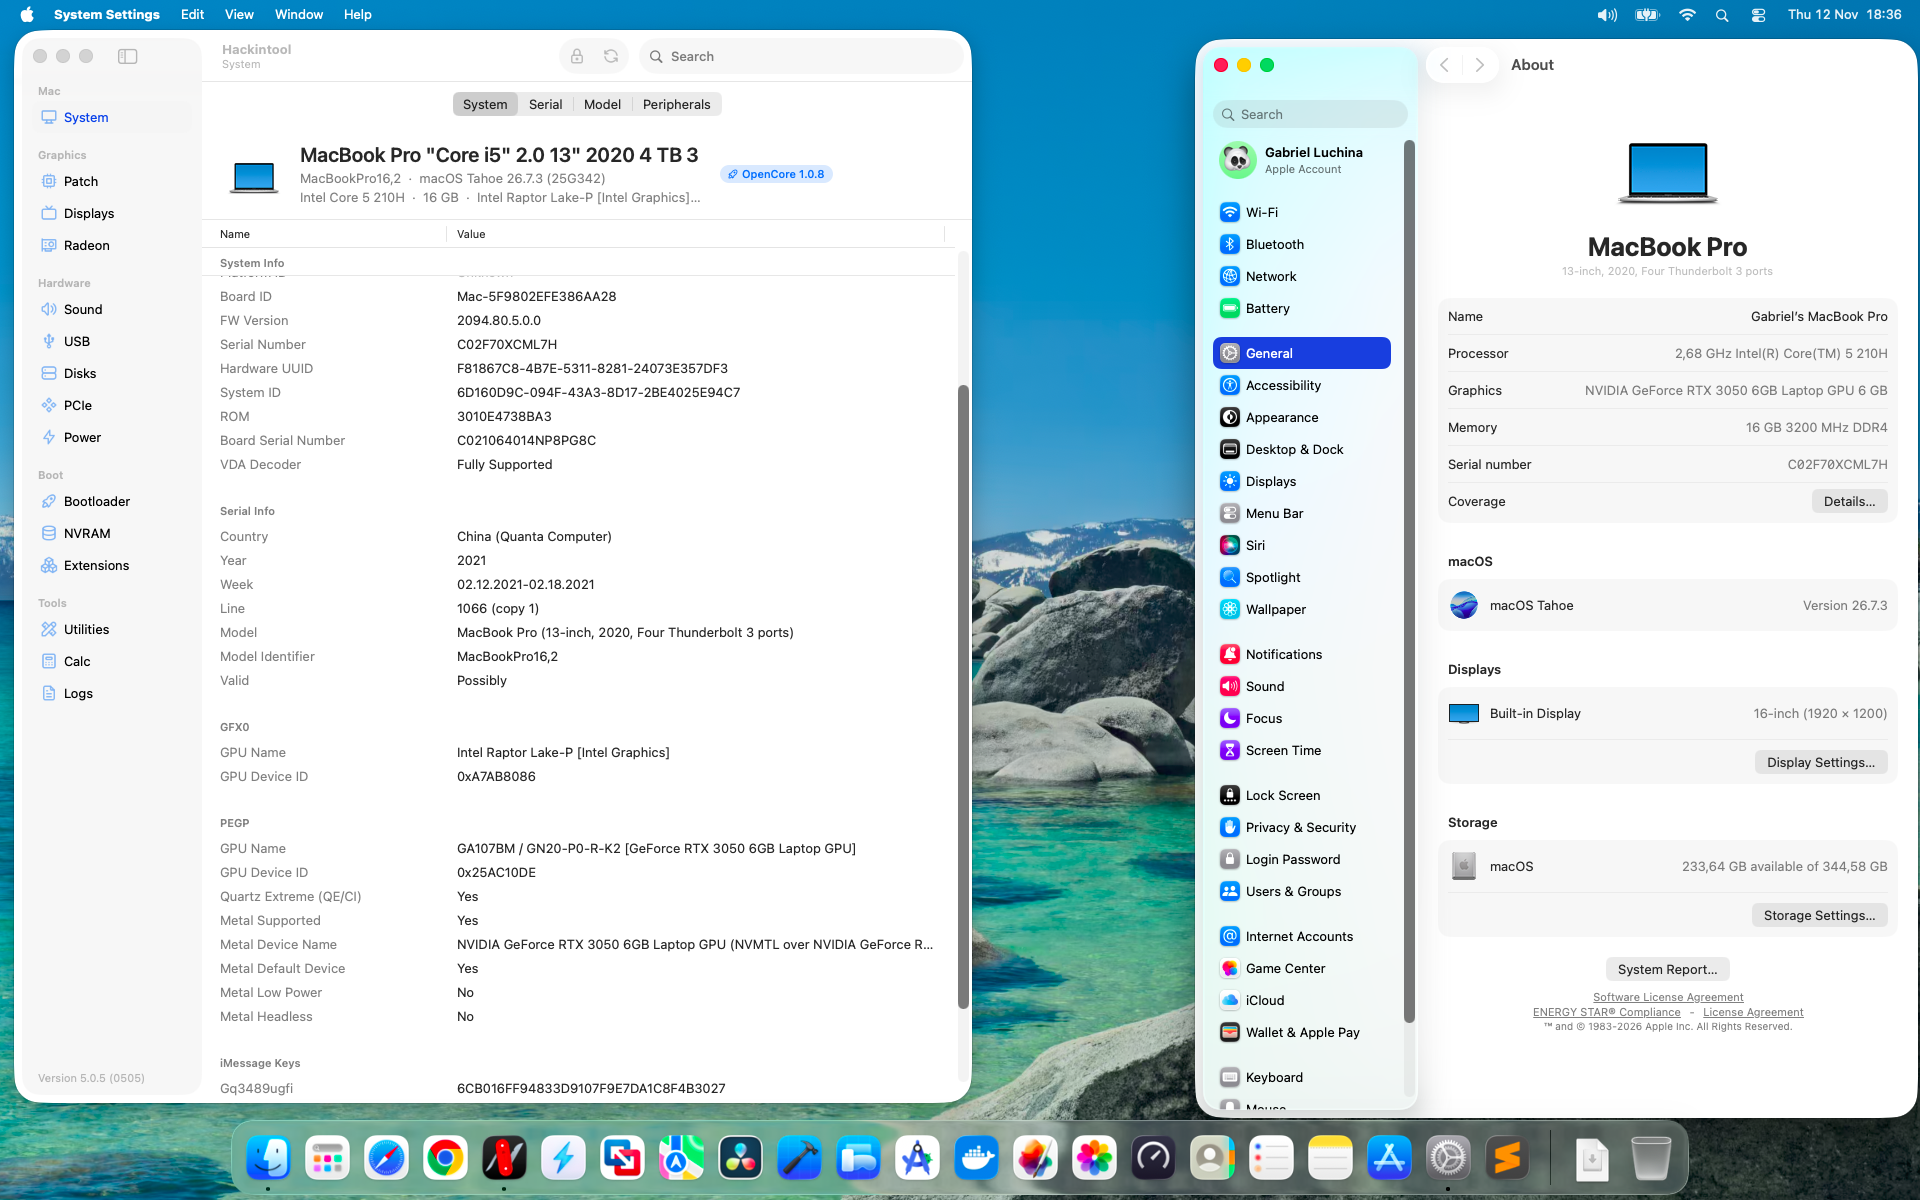 System Settings Edit View Window Help
Thu 12 Nov 18:36
Hackintool
System
Search
Mac
System
Graphics
Patch
Displays
Radeon
Hardware
Sound
USB
Disks
PCIe
Power
Boot
Bootloader
NVRAM
Extensions
Tools
Utilities
Calc
Logs
Version 5.0.5 (0505)
System Serial Model Peripherals
MacBook Pro "Core i5" 2.0 13" 2020 4 TB 3
MacBookPro16,2 · macOS Tahoe 26.7.3 (25G342)
Intel Core 5 210H · 16 GB · Intel Raptor Lake-P [Intel Graphics]...
OpenCore 1.0.8
Name Value
System Info
Board ID Mac-5F9802EFE386AA28
FW Version 2094.80.5.0.0
Serial Number C02F70XCML7H
Hardware UUID F81867C8-4B7E-5311-8281-24073E357DF3
System ID 6D160D9C-094F-43A3-8D17-2BE4025E94C7
ROM 3010E4738BA3
Board Serial Number C021064014NP8PG8C
VDA Decoder Fully Supported
Serial Info
Country China (Quanta Computer)
Year 2021
Week 02.12.2021-02.18.2021
Line 1066 (copy 1)
Model MacBook Pro (13-inch, 2020, Four Thunderbolt 3 ports)
Model Identifier MacBookPro16,2
Valid Possibly
GFX0
GPU Name Intel Raptor Lake-P [Intel Graphics]
GPU Device ID 0xA7AB8086
PEGP
GPU Name GA107BM / GN20-P0-R-K2 [GeForce RTX 3050 6GB Laptop GPU]
GPU Device ID 0x25AC10DE
Quartz Extreme (QE/CI) Yes
Metal Supported Yes
Metal Device Name NVIDIA GeForce RTX 3050 6GB Laptop GPU (NVMTL over NVIDIA GeForce R...
Metal Default Device Yes
Metal Low Power No
Metal Headless No
iMessage Keys
Gq3489ugfi 6CB016FF94833D9107F9E7DA1C8F4B3027
Search
Gabriel Luchina
Apple Account
Wi-Fi
Bluetooth
Network
Battery
General
Accessibility
Appearance
Desktop & Dock
Displays
Menu Bar
Siri
Spotlight
Wallpaper
Notifications
Sound
Focus
Screen Time
Lock Screen
Privacy & Security
Login Password
Users & Groups
Internet Accounts
Game Center
iCloud
Wallet & Apple Pay
Keyboard
Mouse
About
MacBook Pro
13-inch, 2020, Four Thunderbolt 3 ports
Name Gabriel's MacBook Pro
Processor 2,68 GHz Intel(R) Core(TM) 5 210H
Graphics NVIDIA GeForce RTX 3050 6GB Laptop GPU 6 GB
Memory 16 GB 3200 MHz DDR4
Serial number C02F70XCML7H
Coverage Details...
macOS
macOS Tahoe Version 26.7.3
Displays
Built-in Display 16-inch (1920 × 1200)
Display Settings...
Storage
macOS 233,64 GB available of 344,58 GB
Storage Settings...
System Report...
Software License Agreement
ENERGY STAR® Compliance - License Agreement
™ and © 1983-2026 Apple Inc. All Rights Reserved.